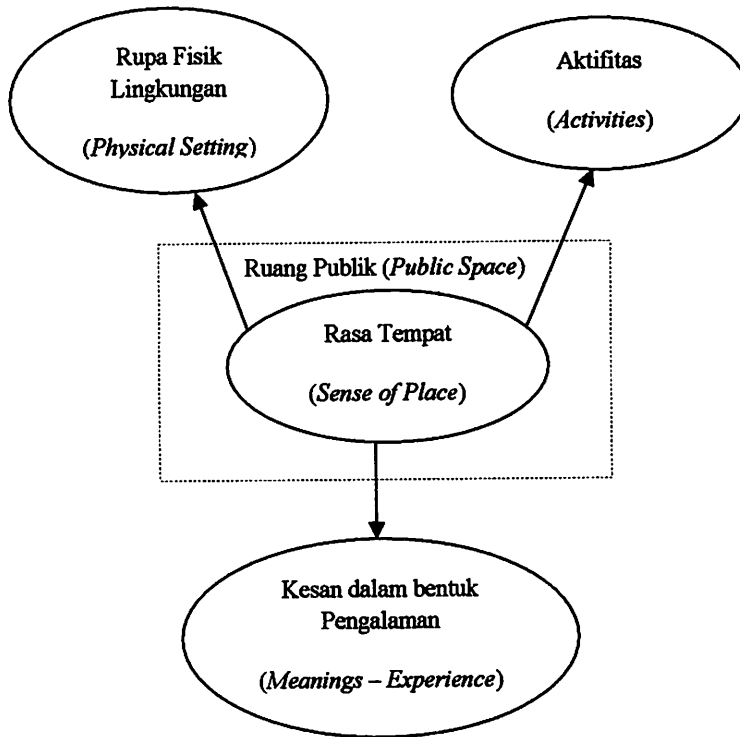 Rupa Fisik
Lingkungan
(Physical Setting)
Aktifitas
(Activities)
Ruang Publik (Public Space)
Rasa Tempat
(Sense of Place)
Kesan dalam bentuk
Pengalaman
(Meanings – Experience)